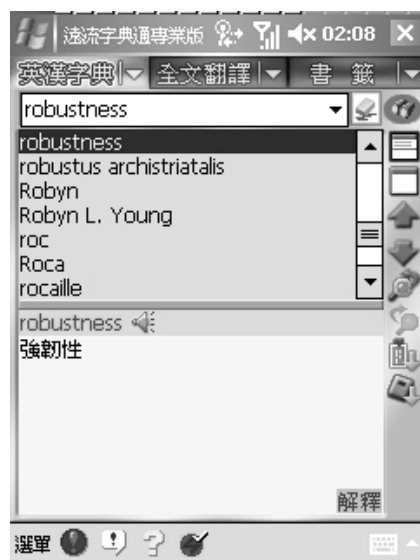 遠流字典通專業版 02:08
英漢字典 全文翻譯 書籤
robustness
robustness
robustus archistriatalis
Robyn
Robyn L. Young
roc
Roca
rocaille
robustness
強韌性
解釋
選單